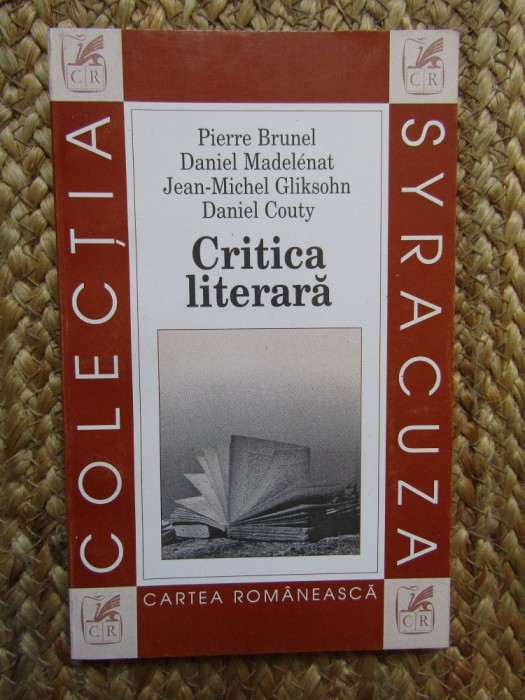 CR
CR
COLECȚIA
SYRACUZA
Pierre Brunel
Daniel Madelénat
Jean-Michel Gliksohn
Daniel Couty
Critica
literară
CARTEA ROMÂNEASCĂ
CR
CR